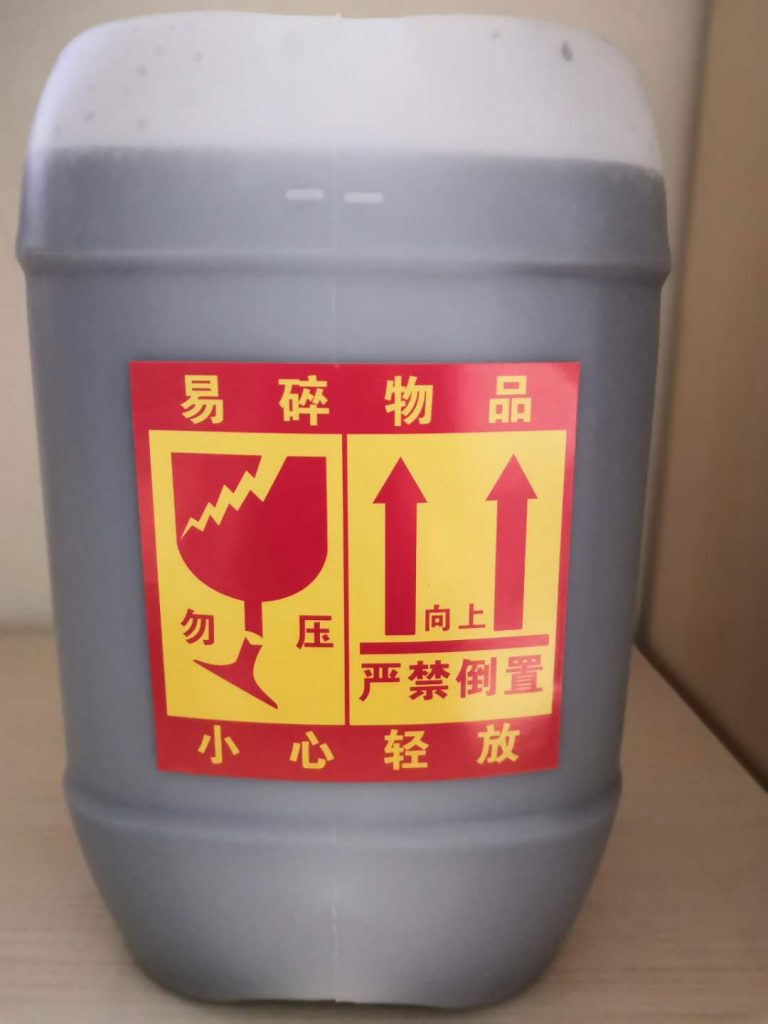 易碎物品
勿压
向上
严禁倒置
小心轻放